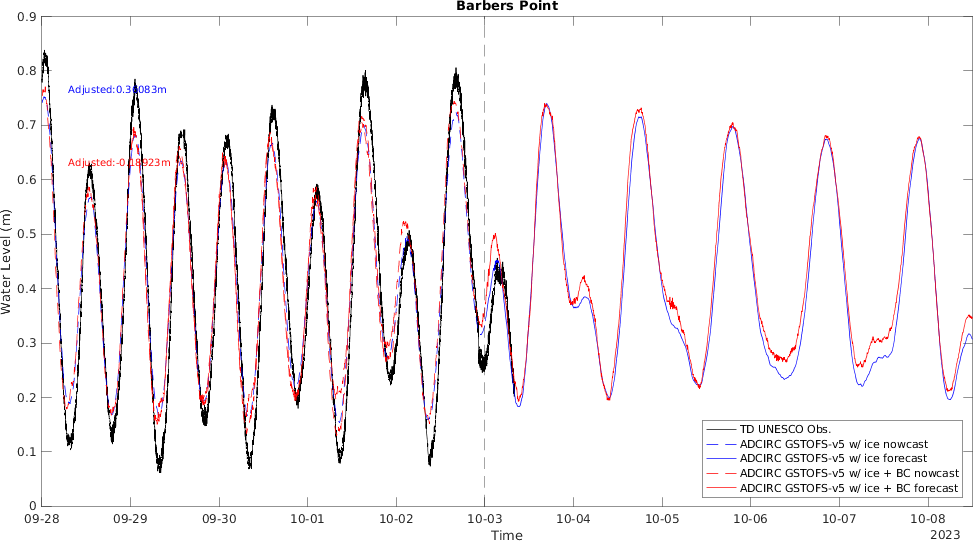 Barbers Point
0.9
0.8
0.7
0.6
0.5
0.4
0.3
0.2
0.1
0
Water Level (m)
Adjusted:0.30083m
Adjusted:-0.18923m
TD UNESCO Obs.
ADCIRC GSTOFS-v5 w/ ice nowcast
ADCIRC GSTOFS-v5 w/ ice forecast
ADCIRC GSTOFS-v5 w/ ice + BC nowcast
ADCIRC GSTOFS-v5 w/ ice + BC forecast
09-28 09-29 09-30 10-01 10-02 10-03 10-04 10-05 10-06 10-07 10-08
2023
Time